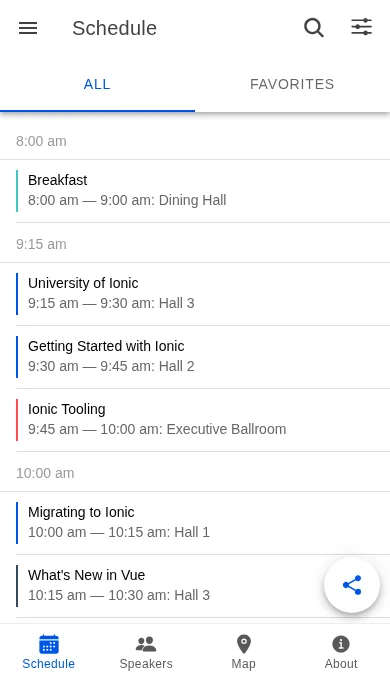 Schedule
ALL
FAVORITES
8:00 am
Breakfast
8:00 am — 9:00 am: Dining Hall
9:15 am
University of Ionic
9:15 am — 9:30 am: Hall 3
Getting Started with Ionic
9:30 am — 9:45 am: Hall 2
Ionic Tooling
9:45 am — 10:00 am: Executive Ballroom
10:00 am
Migrating to Ionic
10:00 am — 10:15 am: Hall 1
What's New in Vue
10:15 am — 10:30 am: Hall 3
Schedule
Speakers
Map
About